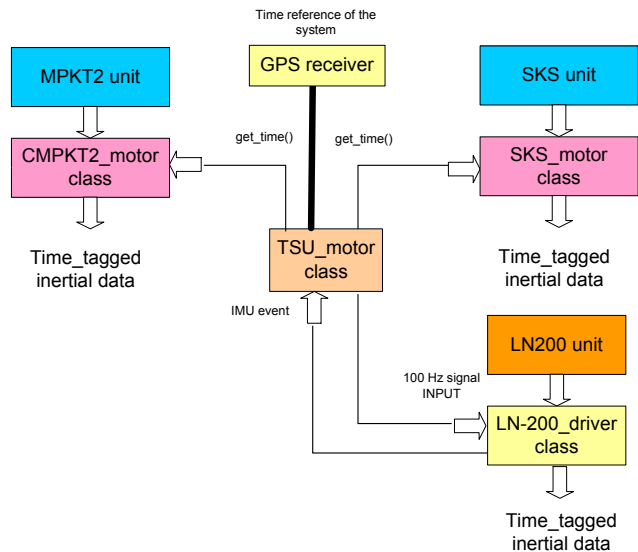 Time reference of the
system
MPKT2 unit
GPS receiver
SKS unit
get_time()
get_time()
CMPKT2_motor
class
SKS_motor
class
Time_tagged
inertial data
TSU_motor
class
Time_tagged
inertial data
IMU event
LN200 unit
100 Hz signal
INPUT
LN-200_driver
class
Time_tagged
inertial data